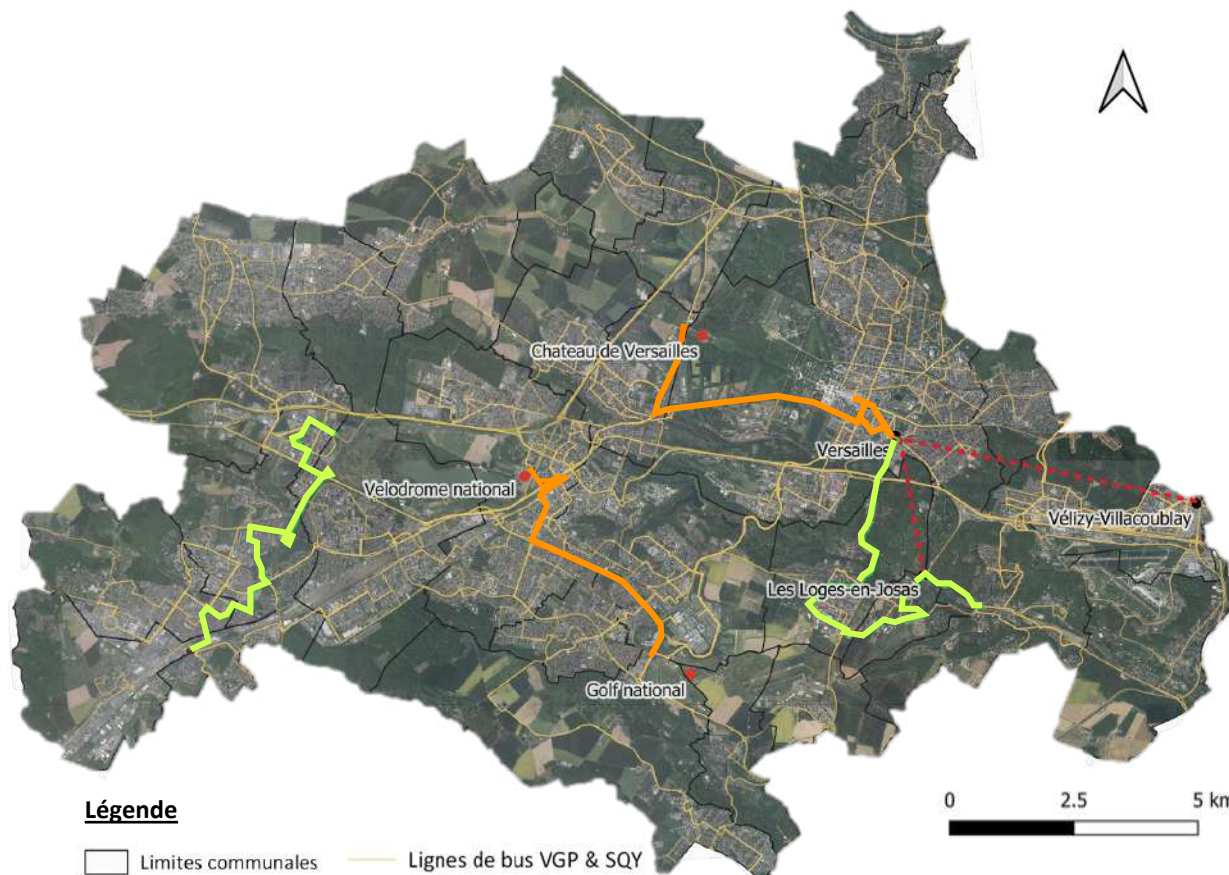 Chateau de Versailles
Versailles
Velodrome national
Vélizy-Villacoublay
Les Loges-en-Josas
Golf national
Légende
0 2.5 5 km
Limites communales
Lignes de bus VGP & SQY